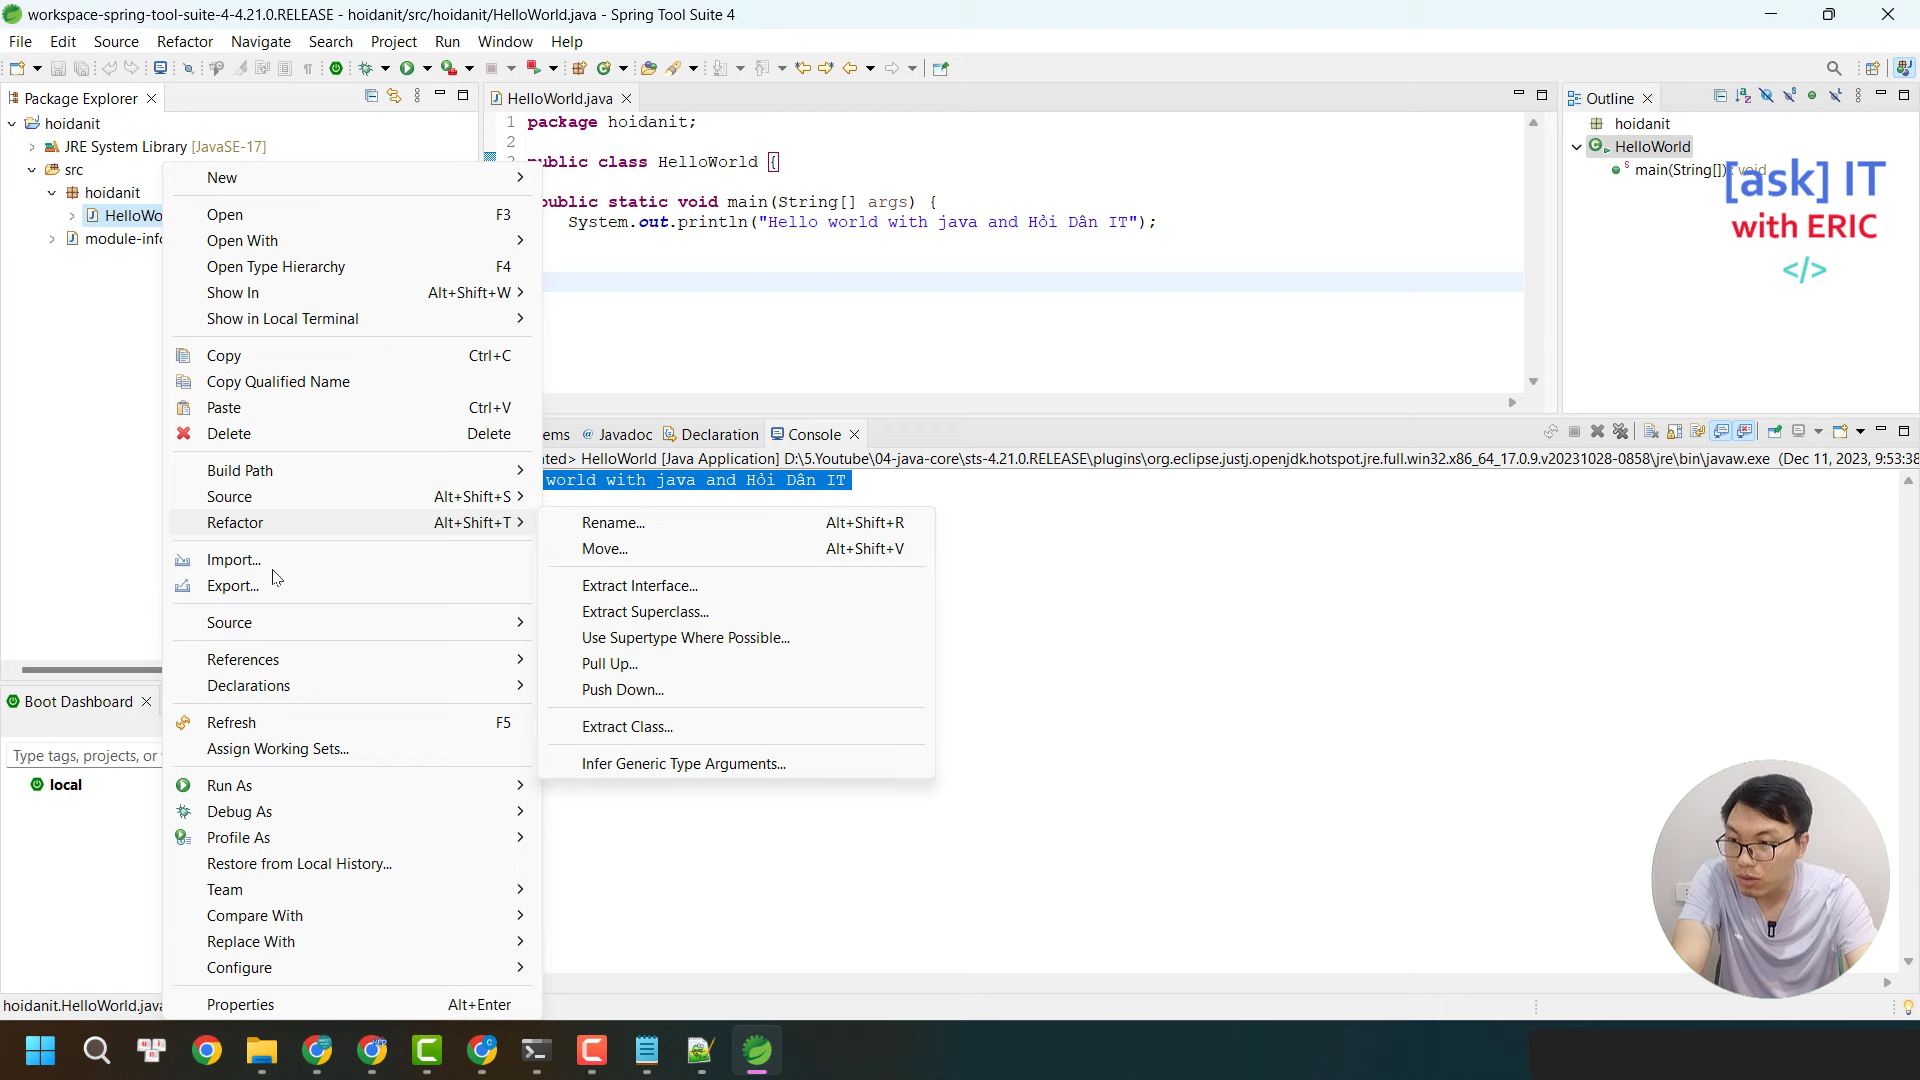 workspace-spring-tool-suite-4-4.21.0.RELEASE - hoidanit/src/hoidanit/HelloWorld.java - Spring Tool Suite 4
File Edit Source Refactor Navigate Search Project Run Window Help
Package Explorer
hoidanit
JRE System Library [JavaSE-17]
src
hoidanit
HelloWo
module-info
New
Open F3
Open With
Open Type Hierarchy F4
Show In Alt+Shift+W
Show in Local Terminal
Copy Ctrl+C
Copy Qualified Name
Paste Ctrl+V
Delete Delete
Build Path
Source Alt+Shift+S
Refactor Alt+Shift+T
Import...
Export...
Source
References
Declarations
Refresh F5
Assign Working Sets...
Run As
Debug As
Profile As
Restore from Local History...
Team
Compare With
Replace With
Configure
Properties Alt+Enter
Rename... Alt+Shift+R
Move... Alt+Shift+V
Extract Interface...
Extract Superclass...
Use Supertype Where Possible...
Pull Up...
Push Down...
Extract Class...
Infer Generic Type Arguments...
HelloWorld.java
1 package hoidanit;
2
public class HelloWorld {
public static void main(String[] args) {
System.out.println("Hello world with java and Hỏi Dân IT");
Outline
hoidanit
HelloWorld
main(String[]) : void
[ask] IT
with ERIC
</>
ems Javadoc Declaration Console
ted> HelloWorld [Java Application] D:\5.Youtube\04-java-core\sts-4.21.0.RELEASE\plugins\org.eclipse.justj.openjdk.hotspot.jre.full.win32.x86_64_17.0.9.v20231028-0858\jre\bin\javaw.exe (Dec 11, 2023, 9:53:38
world with java and Hỏi Dân IT
Boot Dashboard
Type tags, projects, or
local
hoidanit.HelloWorld.java